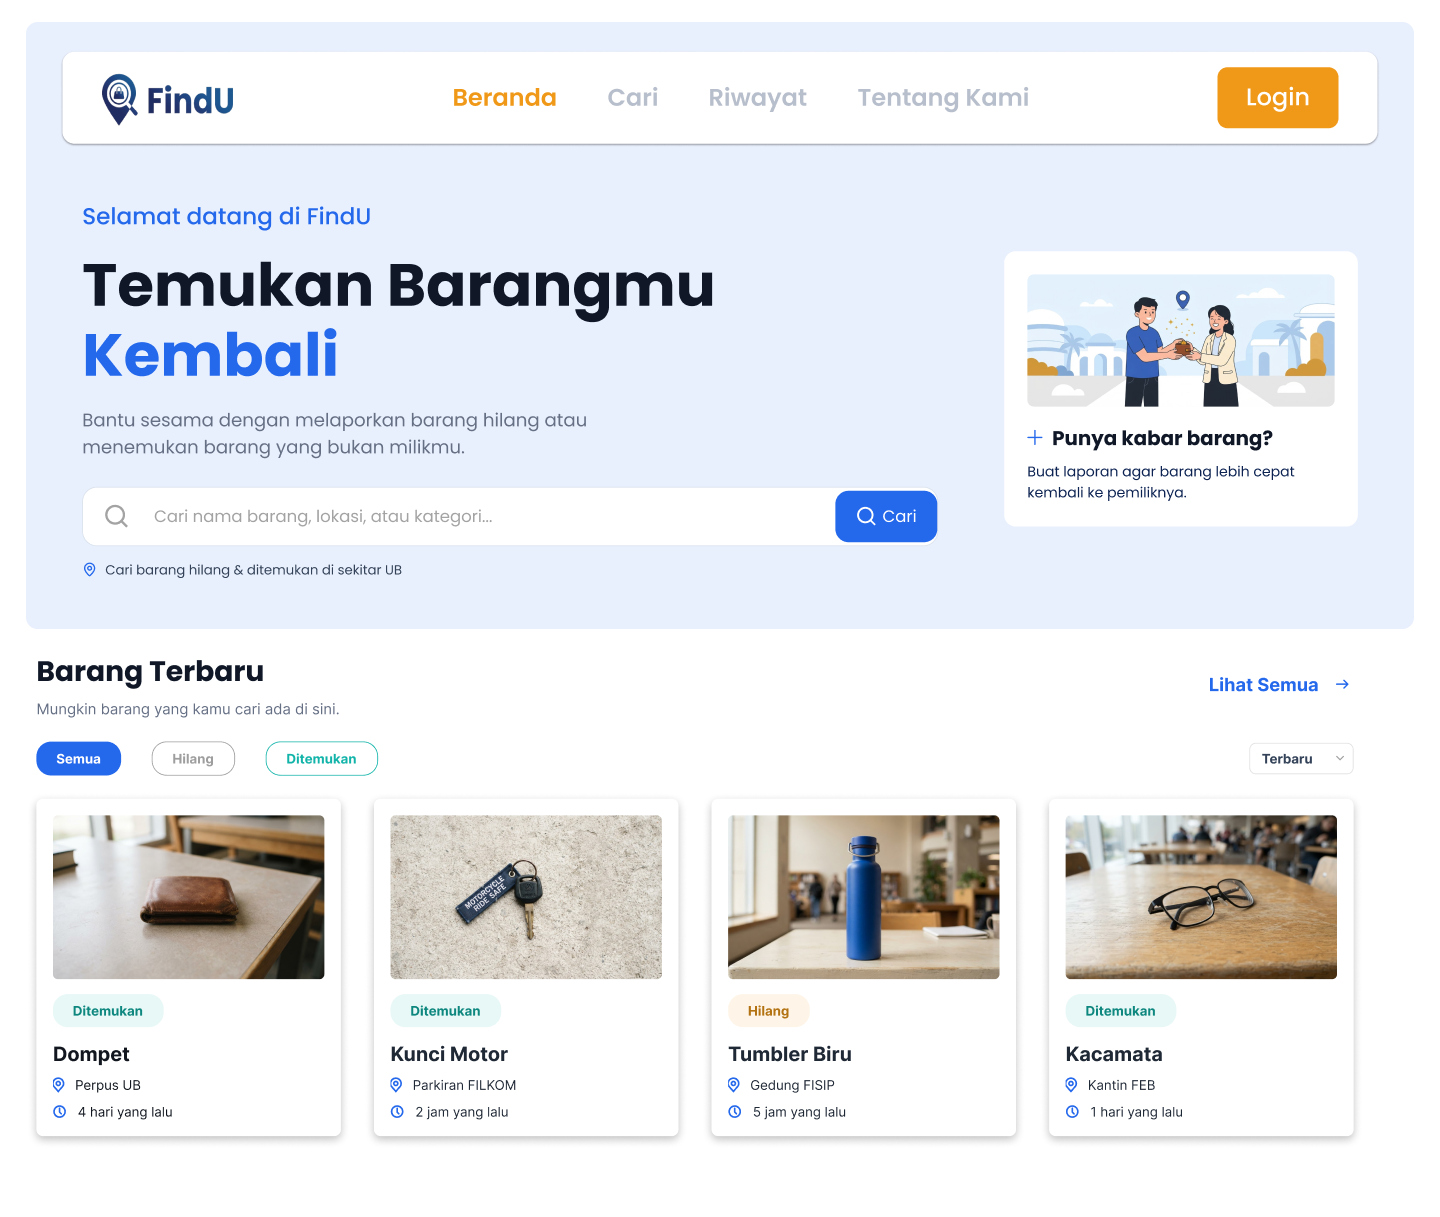 FindU
Beranda
Cari
Riwayat
Tentang Kami
Login
Selamat datang di FindU
Temukan Barangmu
Kembali
Bantu sesama dengan melaporkan barang hilang atau
menemukan barang yang bukan milikmu.
Cari nama barang, lokasi, atau kategori...
Cari
Cari barang hilang & ditemukan di sekitar UB
Punya kabar barang?
Buat laporan agar barang lebih cepat
kembali ke pemiliknya.
Barang Terbaru
Lihat Semua
Mungkin barang yang kamu cari ada di sini.
Semua
Hilang
Ditemukan
Terbaru
Ditemukan
Dompet
Perpus UB
4 hari yang lalu
MOTORCYCLE
RIDE SAFE
Ditemukan
Kunci Motor
Parkiran FILKOM
2 jam yang lalu
Hilang
Tumbler Biru
Gedung FISIP
5 jam yang lalu
Ditemukan
Kacamata
Kantin FEB
1 hari yang lalu